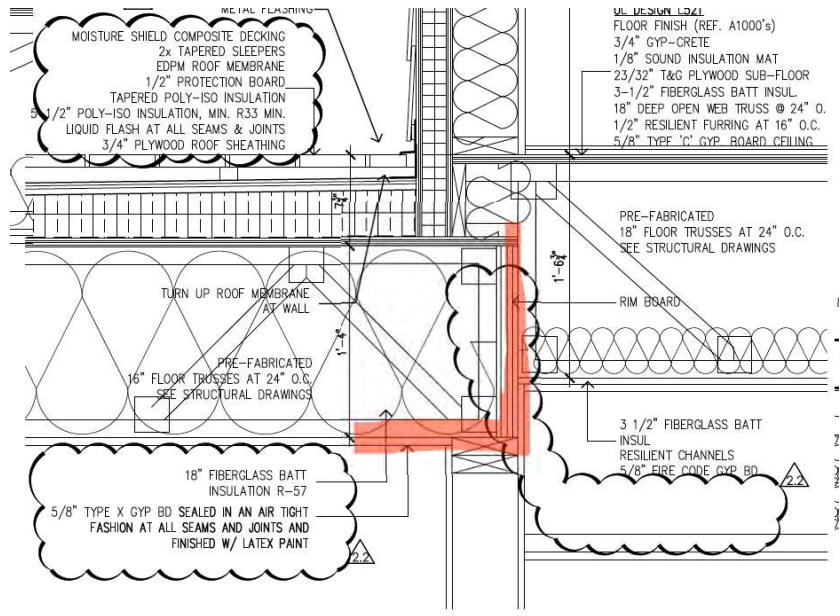 METAL FLASHING
MOISTURE SHIELD COMPOSITE DECKING
2x TAPERED SLEEPERS
EDPM ROOF MEMBRANE
1/2" PROTECTION BOARD
TAPERED POLY-ISO INSULATION
5 1/2" POLY-ISO INSULATION, MIN. R33 MIN.
LIQUID FLASH AT ALL SEAMS & JOINTS
3/4" PLYWOOD ROOF SHEATHING
UL DESIGN L521
FLOOR FINISH (REF. A1000's)
3/4" GYP-CRETE
1/8" SOUND INSULATION MAT
23/32" T&G PLYWOOD SUB-FLOOR
3-1/2" FIBERGLASS BATT INSUL.
18" DEEP OPEN WEB TRUSS @ 24" O.
1/2" RESILIENT FURRING AT 16" O.C.
5/8" TYPE 'C' GYP. BOARD CEILING
PRE-FABRICATED
18" FLOOR TRUSSES AT 24" O.C.
SEE STRUCTURAL DRAWINGS
1'-6¾"
RIM BOARD
TURN UP ROOF MEMBRANE
AT WALL
1'-4"
PRE-FABRICATED
16" FLOOR TRUSSES AT 24" O.C.
SEE STRUCTURAL DRAWINGS
3 1/2" FIBERGLASS BATT
INSUL
RESILIENT CHANNELS
5/8" FIRE CODE GYP BD
2.2
18" FIBERGLASS BATT
INSULATION R-57
5/8" TYPE X GYP BD SEALED IN AN AIR TIGHT
FASHION AT ALL SEAMS AND JOINTS AND
FINISHED W/ LATEX PAINT
2.2